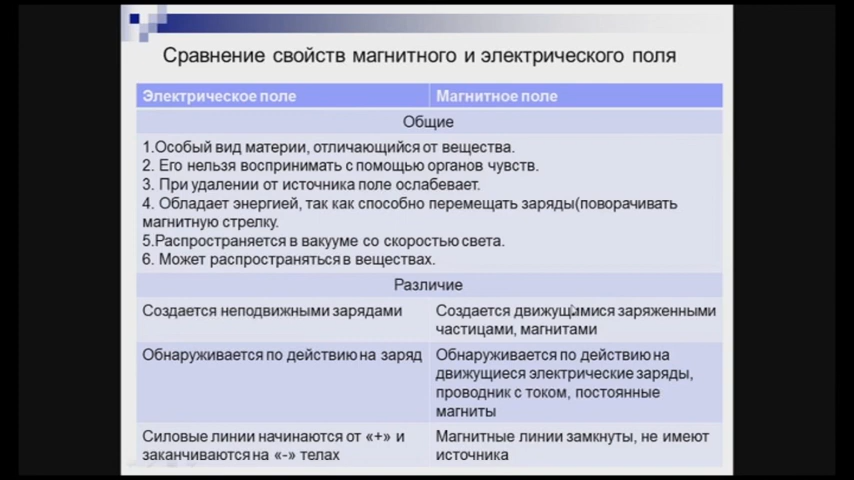 Сравнение свойств магнитного и электрического поля
Электрическое поле
Магнитное поле
Общие
1.Особый вид материи, отличающийся от вещества.
2. Его нельзя воспринимать с помощью органов чувств.
3. При удалении от источника поле ослабевает.
4. Обладает энергией, так как способно перемещать заряды(поворачивать
магнитную стрелку.
5.Распространяется в вакууме со скоростью света.
6. Может распространяться в веществах.
Различие
Создается неподвижными зарядами
Создается движущимися заряженными
частицами, магнитами
Обнаруживается по действию на заряд
Обнаруживается по действию на
движущиеся электрические заряды,
проводник с током, постоянные
магниты
Силовые линии начинаются от «+» и
заканчиваются на «-» телах
Магнитные линии замкнуты, не имеют
источника